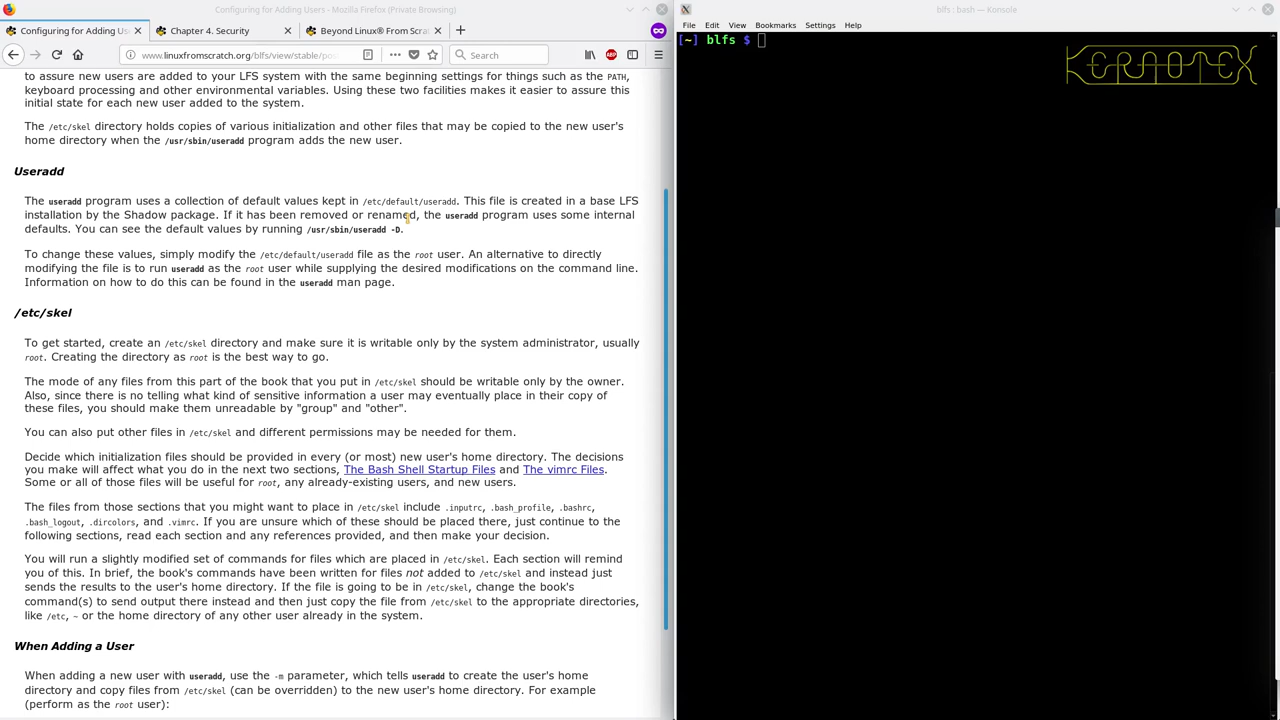 Configuring for Adding Users - Mozilla Firefox (Private Browsing)
Configuring for Adding Us
Chapter 4. Security
Beyond Linux® From Scra
www.linuxfromscratch.org/blfs/view/stable/pos
Search
to assure new users are added to your LFS system with the same beginning settings for things such as the PATH,
keyboard processing and other environmental variables. Using these two facilities makes it easier to assure this
initial state for each new user added to the system.
The /etc/skel directory holds copies of various initialization and other files that may be copied to the new user's
home directory when the /usr/sbin/useradd program adds the new user.
Useradd
The useradd program uses a collection of default values kept in /etc/default/useradd. This file is created in a base LFS
installation by the Shadow package. If it has been removed or renamed, the useradd program uses some internal
defaults. You can see the default values by running /usr/sbin/useradd -D.
To change these values, simply modify the /etc/default/useradd file as the root user. An alternative to directly
modifying the file is to run useradd as the root user while supplying the desired modifications on the command line.
Information on how to do this can be found in the useradd man page.
/etc/skel
To get started, create an /etc/skel directory and make sure it is writable only by the system administrator, usually
root. Creating the directory as root is the best way to go.
The mode of any files from this part of the book that you put in /etc/skel should be writable only by the owner.
Also, since there is no telling what kind of sensitive information a user may eventually place in their copy of
these files, you should make them unreadable by "group" and "other".
You can also put other files in /etc/skel and different permissions may be needed for them.
Decide which initialization files should be provided in every (or most) new user's home directory. The decisions
you make will affect what you do in the next two sections, The Bash Shell Startup Files and The vimrc Files.
Some or all of those files will be useful for root, any already-existing users, and new users.
The files from those sections that you might want to place in /etc/skel include .inputrc, .bash_profile, .bashrc,
.bash_logout, .dircolors, and .vimrc. If you are unsure which of these should be placed there, just continue to the
following sections, read each section and any references provided, and then make your decision.
You will run a slightly modified set of commands for files which are placed in /etc/skel. Each section will remind
you of this. In brief, the book's commands have been written for files not added to /etc/skel and instead just
sends the results to the user's home directory. If the file is going to be in /etc/skel, change the book's
command(s) to send output there instead and then just copy the file from /etc/skel to the appropriate directories,
like /etc, ~ or the home directory of any other user already in the system.
When Adding a User
When adding a new user with useradd, use the -m parameter, which tells useradd to create the user's home
directory and copy files from /etc/skel (can be overridden) to the new user's home directory. For example
(perform as the root user):
blfs : bash — Konsole
File Edit View Bookmarks Settings Help
[~] blfs $
KERNOTEX